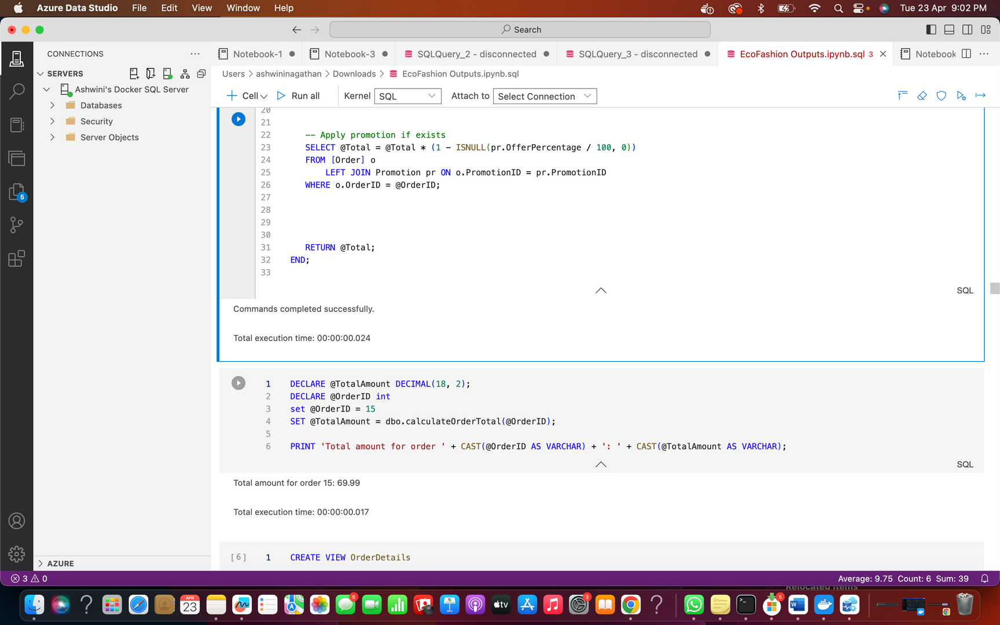 Azure Data Studio File Edit View Window Help Tue 23 Apr 9:02 PM
Search
CONNECTIONS
Notebook-1 Notebook-3 SQLQuery_2 - disconnected SQLQuery_3 - disconnected EcoFashion Outputs.ipynb.sql 3 Notebook
SERVERS
Users > ashwininagathan > Downloads > EcoFashion Outputs.ipynb.sql
Ashwini's Docker SQL Server
Cell Run all Kernel SQL Attach to Select Connection
Databases
Security
Server Objects
20
21
22 -- Apply promotion if exists
23 SELECT @Total = @Total * (1 - ISNULL(pr.OfferPercentage / 100, 0))
24 FROM [Order] o
25 LEFT JOIN Promotion pr ON o.PromotionID = pr.PromotionID
26 WHERE o.OrderID = @OrderID;
27
28
29
30
31 RETURN @Total;
32 END;
33
SQL
Commands completed successfully.
Total execution time: 00:00:00.024
1 DECLARE @TotalAmount DECIMAL(18, 2);
2 DECLARE @OrderID int
3 set @OrderID = 15
4 SET @TotalAmount = dbo.calculateOrderTotal(@OrderID);
5
6 PRINT 'Total amount for order ' + CAST(@OrderID AS VARCHAR) + ': ' + CAST(@TotalAmount AS VARCHAR);
SQL
Total amount for order 15: 69.99
Total execution time: 00:00:00.017
[6] 1 CREATE VIEW OrderDetails
5
AZURE
3 0
Average: 9.75 Count: 6 Sum: 39
Relocated Items
APR
23
6
tv
3
5
W